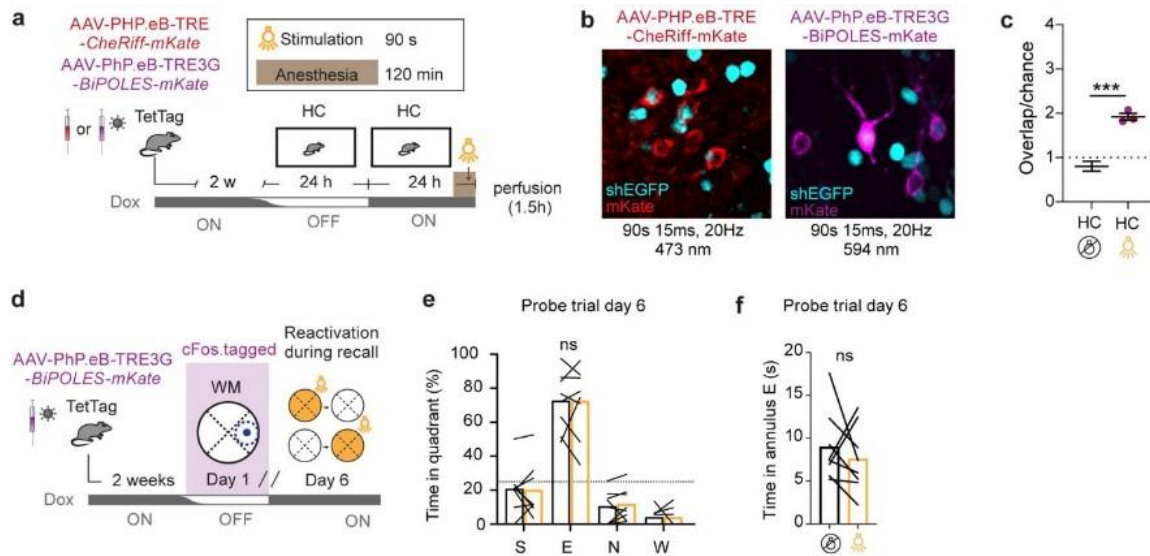 a
AAV-PHP.eB-TRE
-CheRiff-mKate
AAV-PhP.eB-TRE3G
-BiPOLES-mKate
Stimulation 90 s
Anesthesia 120 min
or
TetTag
HC HC
2 w 24 h 24 h
perfusion
(1.5h)
Dox
ON OFF ON
b
AAV-PHP.eB-TRE
-CheRiff-mKate
shEGFP
mKate
90s 15ms, 20Hz
473 nm
AAV-PhP.eB-TRE3G
-BiPOLES-mKate
shEGFP
mKate
90s 15ms, 20Hz
594 nm
c
Overlap/chance
4
3
2
1
0
***
HC HC
d
AAV-PhP.eB-TRE3G
-BiPOLES-mKate
TetTag
cFos.tagged
WM
Reactivation
during recall
2 weeks Day 1 Day 6
Dox
ON OFF ON
e
Probe trial day 6
Time in quadrant (%)
100
80
60
40
20
0
ns
S E N W
f
Probe trial day 6
Time in annulus E (s)
20
15
10
5
0
ns